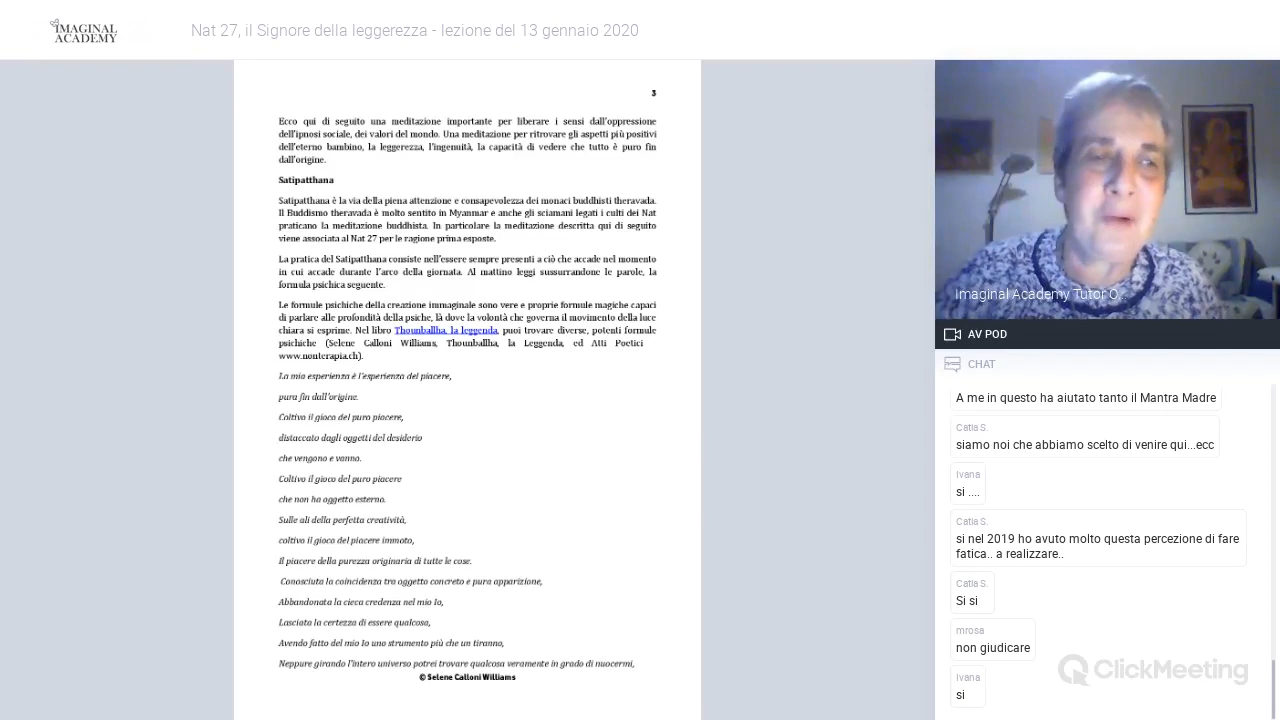 IMAGINAL
ACADEMY
Nat 27, il Signore della leggerezza - lezione del 13 gennaio 2020
3
Ecco qui di seguito una meditazione importante per liberare i sensi dall'oppressione
dell'ipnosi sociale, dei valori del mondo. Una meditazione per ritrovare gli aspetti più positivi
dell'eterno bambino, la leggerezza, l'ingenuità, la capacità di vedere che tutto è puro fin
dall'origine.
Satipatthana
Satipatthana è la via della piena attenzione e consapevolezza dei monaci buddhisti theravada.
Il Buddismo theravada è molto sentito in Myanmar e anche gli sciamani legati i culti dei Nat
praticano la meditazione buddhista. In particolare la meditazione descritta qui di seguito
viene associata al Nat 27 per le ragione prima esposte.
La pratica del Satipatthana consiste nell'essere sempre presenti a ciò che accade nel momento
in cui accade durante l'arco della giornata. Al mattino leggi sussurrandone le parole, la
formula psichica seguente.
Le formule psichiche della creazione immaginale sono vere e proprie formule magiche capaci
di parlare alle profondità della psiche, là dove la volontà che governa il movimento della luce
chiara si esprime. Nel libro Thounballha, la leggenda, puoi trovare diverse, potenti formule
psichiche (Selene Calloni Williams, Thounballha, la Leggenda, ed Atti Poetici
www.nonterapia.ch).
La mia esperienza è l'esperienza del piacere,
pura fin dall'origine.
Coltivo il gioco del puro piacere,
distaccato dagli oggetti del desiderio
che vengono e vanno.
Coltivo il gioco del puro piacere
che non ha oggetto esterno.
Sulle ali della perfetta creatività,
coltivo il gioco del piacere immoto,
Il piacere della purezza originaria di tutte le cose.
Conosciuta la coincidenza tra oggetto concreto e pura apparizione,
Abbandonata la cieca credenza nel mio Io,
Lasciata la certezza di essere qualcosa,
Avendo fatto del mio Io uno strumento più che un tiranno,
Neppure girando l'intero universo potrei trovare qualcosa veramente in grado di nuocermi,
© Selene Calloni Williams
Imaginal Academy Tutor O...
AV POD
CHAT
A me in questo ha aiutato tanto il Mantra Madre
Catia S.
siamo noi che abbiamo scelto di venire qui...ecc
Ivana
si ....
Catia S.
si nel 2019 ho avuto molto questa percezione di fare
fatica.. a realizzare..
Catia S.
Si si
mrosa
non giudicare
Ivana
si
ClickMeeting